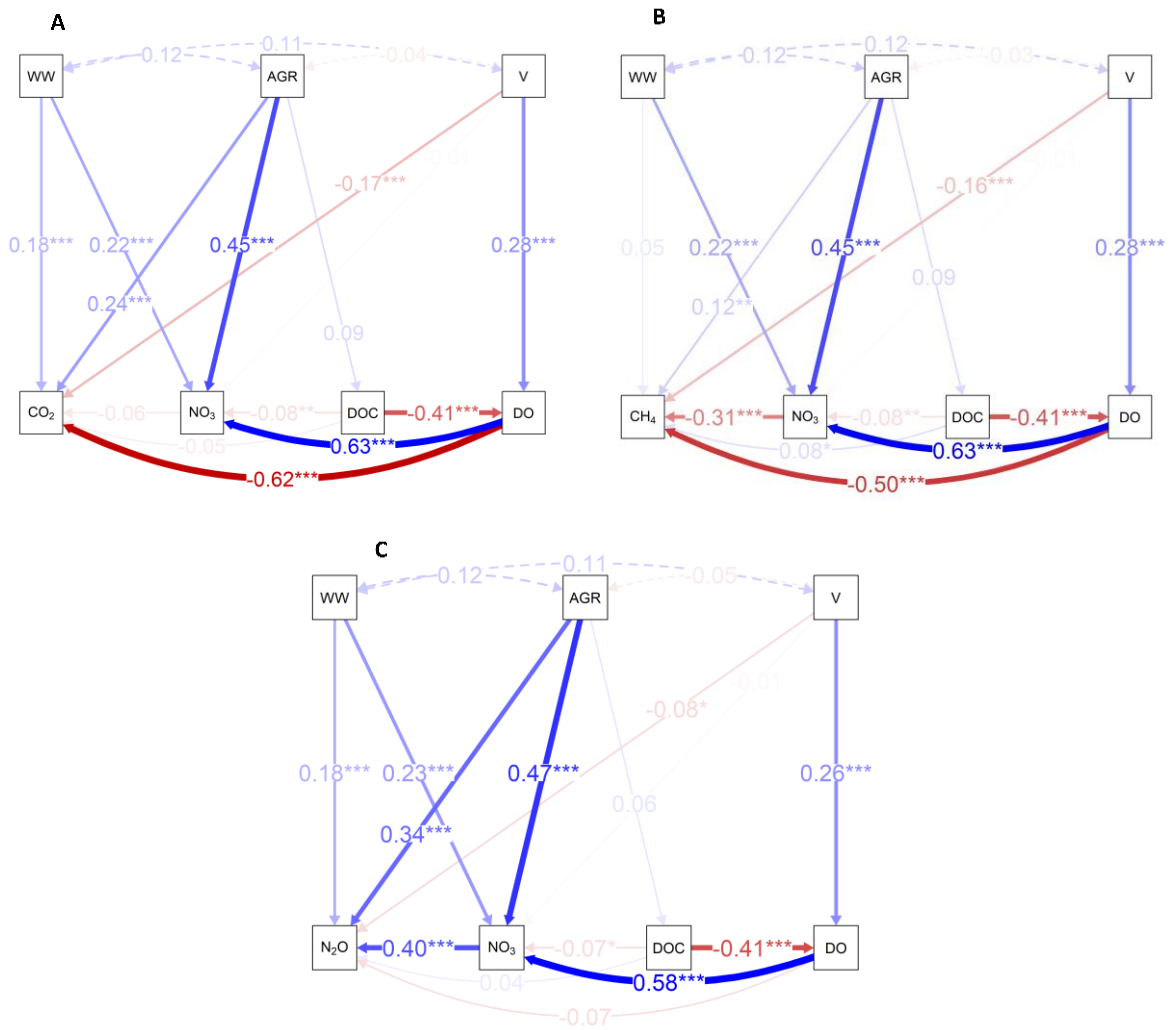 A
0.11
0.12
-0.04
WW
AGR
V
-0.01
-0.17***
0.18***
0.22***
0.45***
0.28***
0.24***
0.09
CO₂
-0.06
NO₃
-0.08**
DOC
-0.41***
DO
-0.05
0.63***
-0.62***
B
0.12
0.12
-0.03
WW
AGR
V
-0.01
-0.16***
0.05
0.22***
0.45***
0.28***
0.09
0.12**
CH₄
-0.31***
NO₃
-0.08**
DOC
-0.41***
DO
0.08*
0.63***
-0.50***
C
0.11
0.12
-0.05
WW
AGR
V
-0.01
-0.08*
0.18***
0.23***
0.47***
0.26***
0.06
0.34***
N₂O
0.40***
NO₃
-0.07*
DOC
-0.41***
DO
0.04
0.58***
-0.07